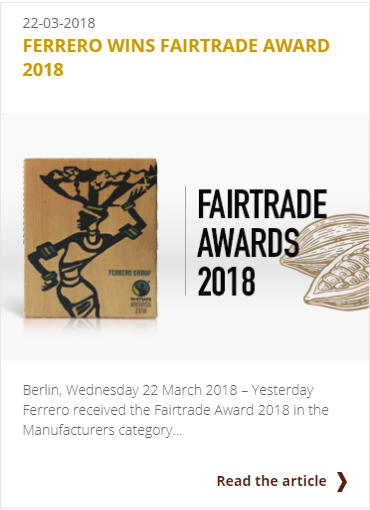 22-03-2018
FERRERO WINS FAIRTRADE AWARD
2018
FERRERO GROUP
FAIRTRADE
AWARDS
2018
FAIRTRADE
AWARDS
2018
Berlin, Wednesday 22 March 2018 – Yesterday
Ferrero received the Fairtrade Award 2018 in the
Manufacturers category...
Read the article ❯